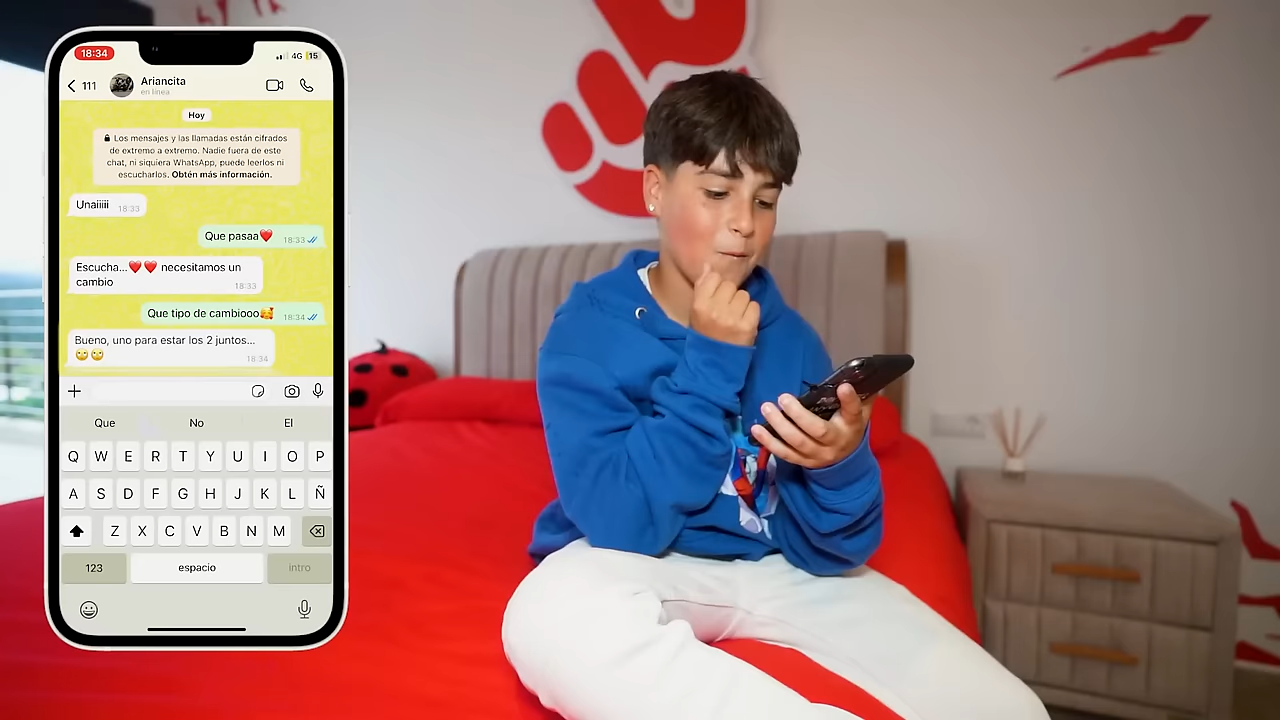 18:34
4G 15
111
Ariancita
en línea
Hoy
Los mensajes y las llamadas están cifrados
de extremo a extremo. Nadie fuera de este
chat, ni siquiera WhatsApp, puede leerlos ni
escucharlos. Obtén más información.
Unaiiiii 18:33
Que pasaa❤️ 18:33
Escucha...❤️❤️ necesitamos un
cambio 18:33
Que tipo de cambiooo🥰 18:34
Bueno, uno para estar los 2 juntos...
🙄🙄 18:34
Que No El
Q W E R T Y U I O P
A S D F G H J K L Ñ
Z X C V B N M
123 espacio intro